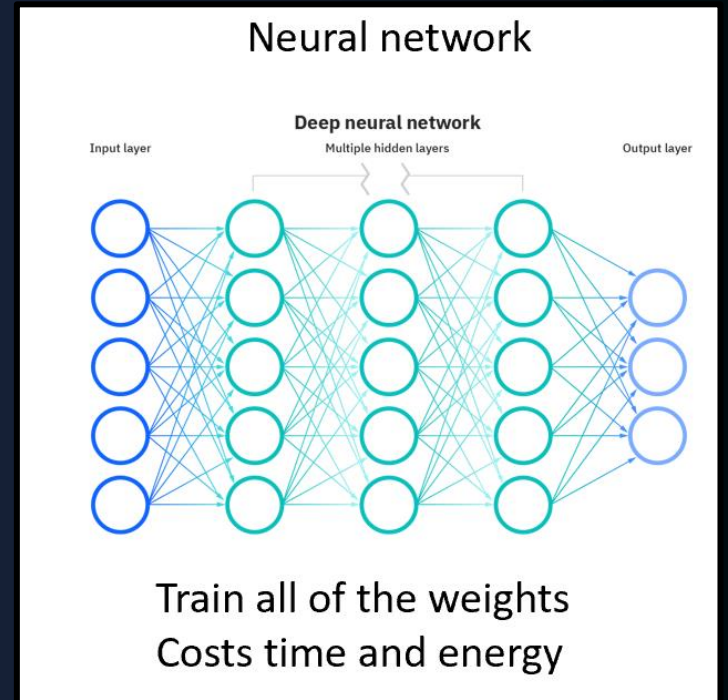 Neural network
Deep neural network
Input layer
Multiple hidden layers
Output layer
Train all of the weights
Costs time and energy